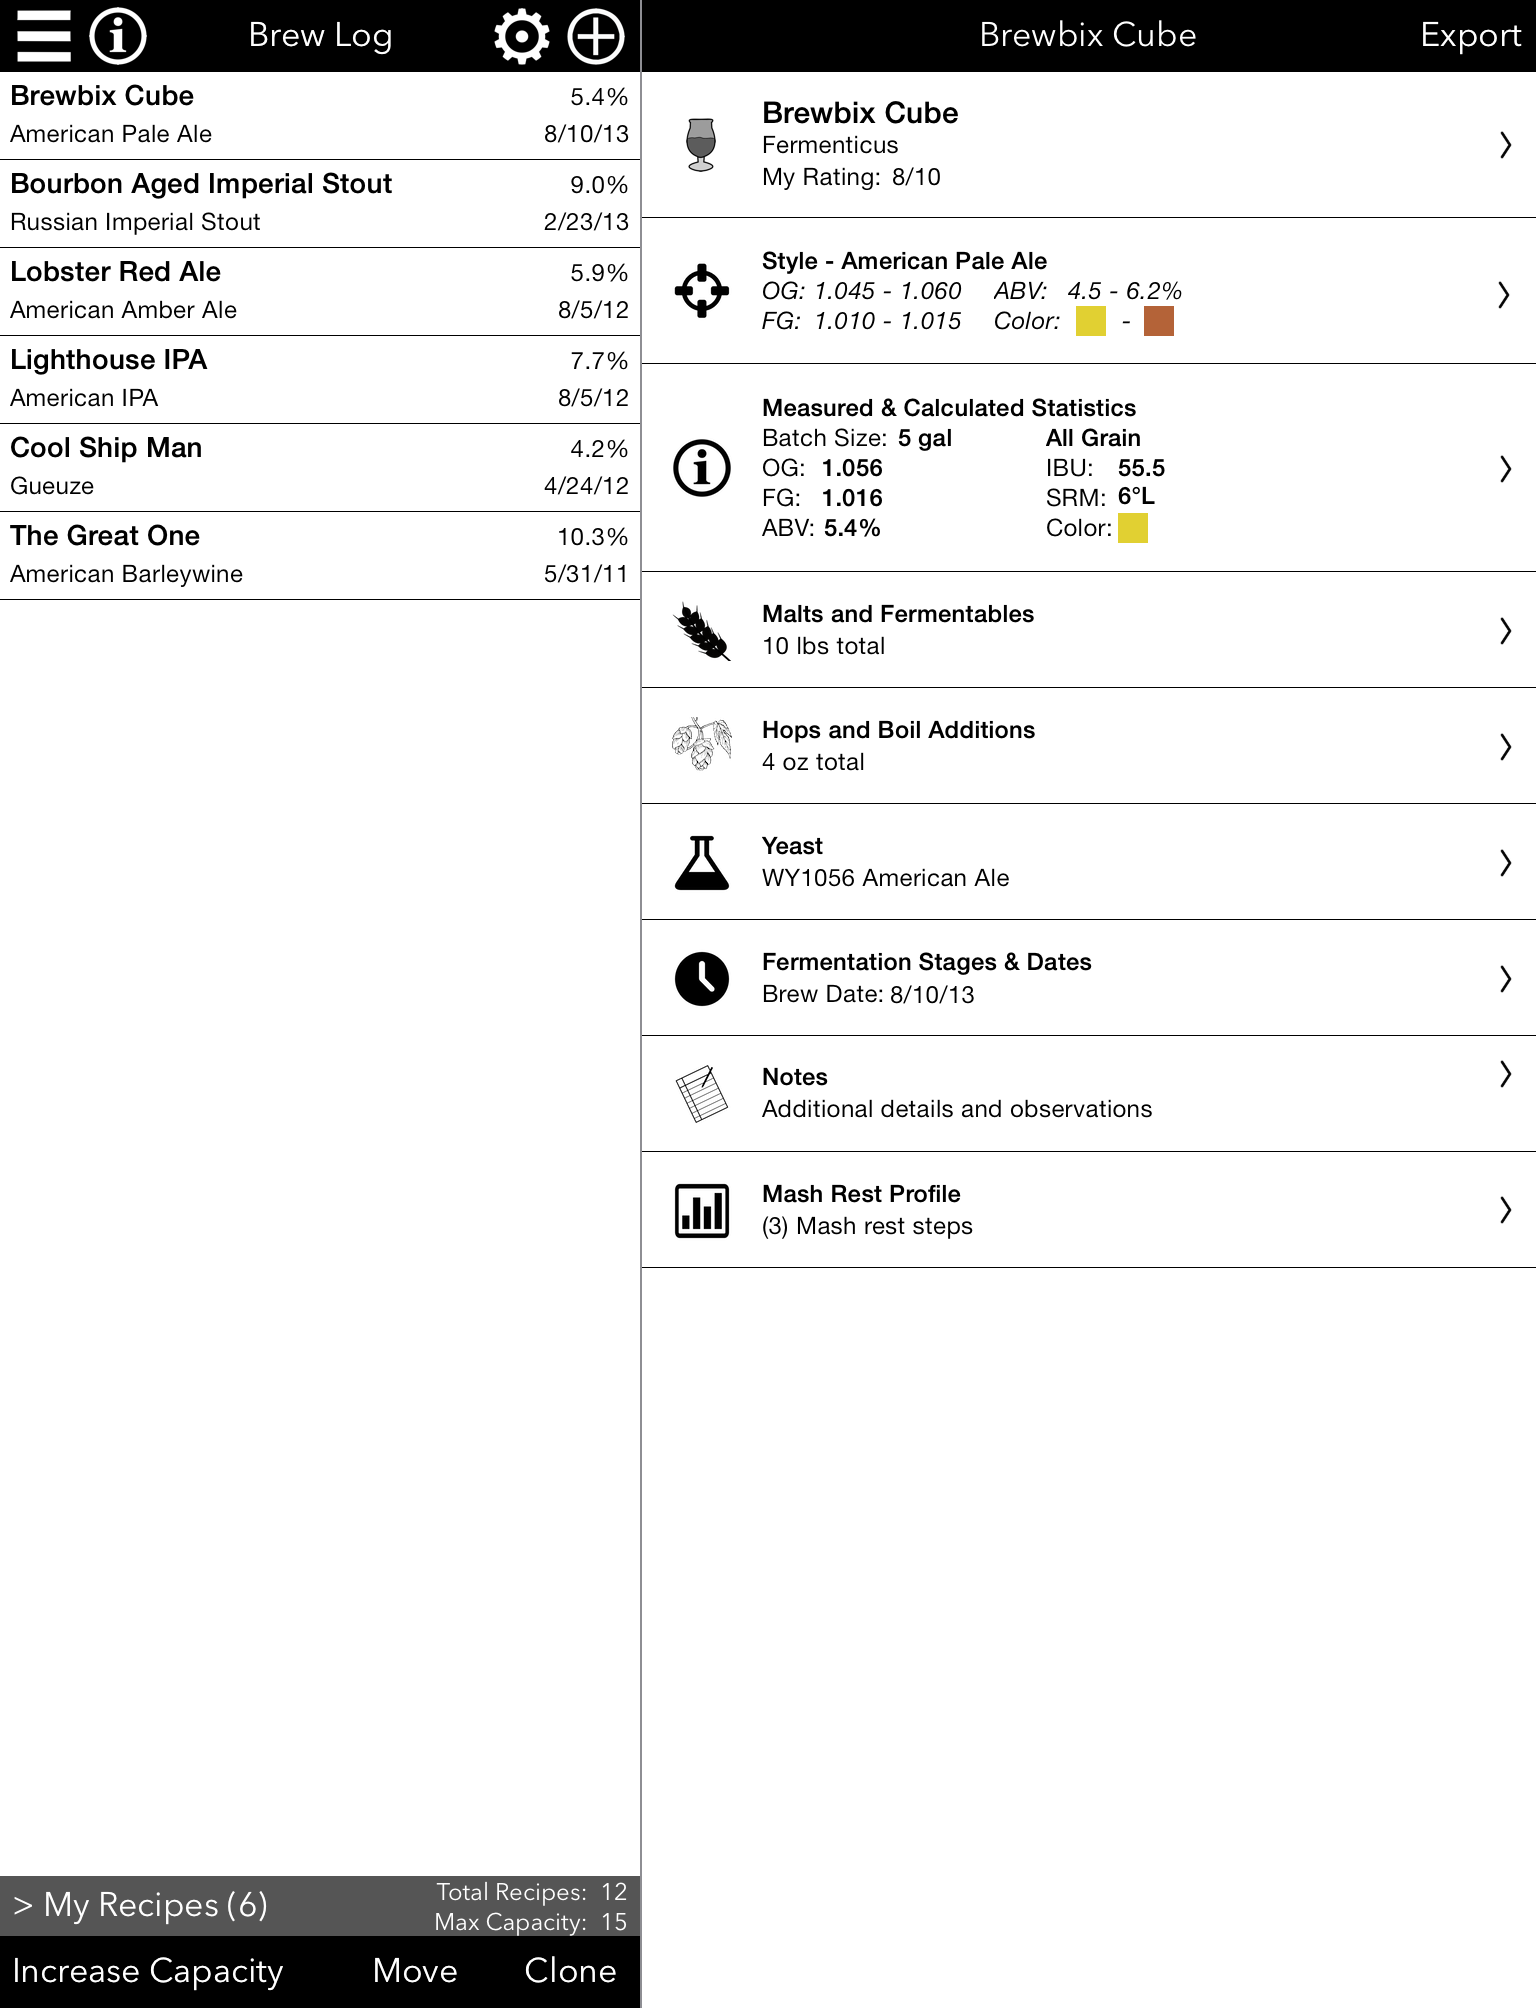 Brew Log
Brewbix Cube 5.4%
American Pale Ale 8/10/13
Bourbon Aged Imperial Stout 9.0%
Russian Imperial Stout 2/23/13
Lobster Red Ale 5.9%
American Amber Ale 8/5/12
Lighthouse IPA 7.7%
American IPA 8/5/12
Cool Ship Man 4.2%
Gueuze 4/24/12
The Great One 10.3%
American Barleywine 5/31/11
> My Recipes (6)
Total Recipes: 12
Max Capacity: 15
Increase Capacity Move Clone
Brewbix Cube Export
Brewbix Cube
Fermenticus
My Rating: 8/10
Style - American Pale Ale
OG: 1.045 - 1.060 ABV: 4.5 - 6.2%
FG: 1.010 - 1.015 Color: -
Measured & Calculated Statistics
Batch Size: 5 gal All Grain
OG: 1.056 IBU: 55.5
FG: 1.016 SRM: 6°L
ABV: 5.4% Color:
Malts and Fermentables
10 lbs total
Hops and Boil Additions
4 oz total
Yeast
WY1056 American Ale
Fermentation Stages & Dates
Brew Date: 8/10/13
Notes
Additional details and observations
Mash Rest Profile
(3) Mash rest steps